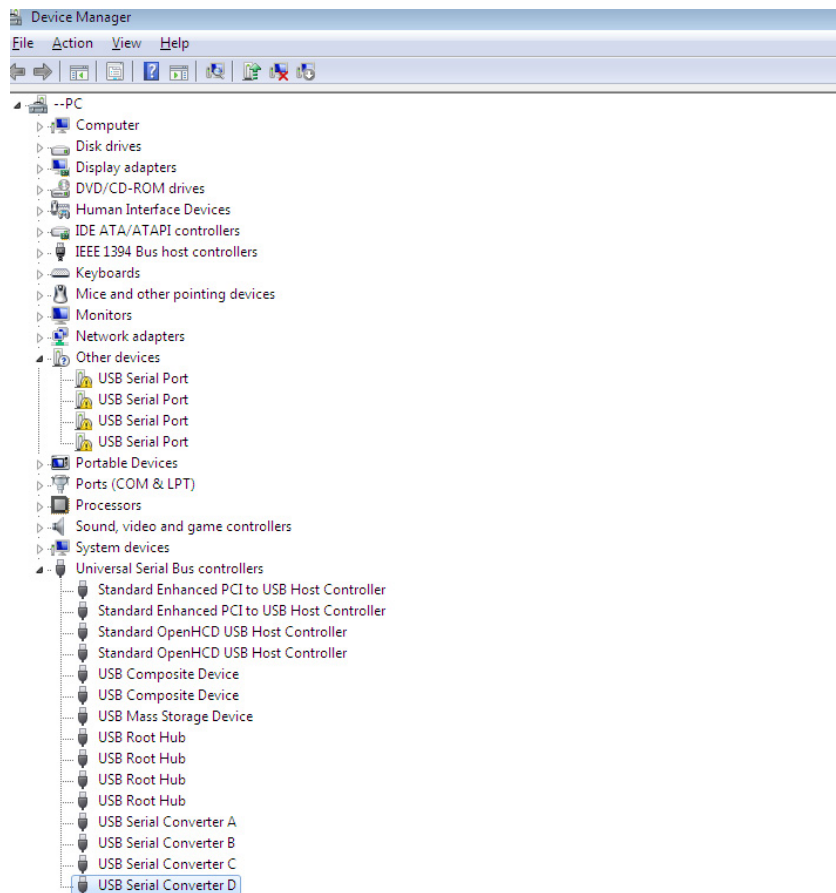 Device Manager
File Action View Help
--PC
Computer
Disk drives
Display adapters
DVD/CD-ROM drives
Human Interface Devices
IDE ATA/ATAPI controllers
IEEE 1394 Bus host controllers
Keyboards
Mice and other pointing devices
Monitors
Network adapters
Other devices
USB Serial Port
USB Serial Port
USB Serial Port
USB Serial Port
Portable Devices
Ports (COM & LPT)
Processors
Sound, video and game controllers
System devices
Universal Serial Bus controllers
Standard Enhanced PCI to USB Host Controller
Standard Enhanced PCI to USB Host Controller
Standard OpenHCD USB Host Controller
Standard OpenHCD USB Host Controller
USB Composite Device
USB Composite Device
USB Mass Storage Device
USB Root Hub
USB Root Hub
USB Root Hub
USB Root Hub
USB Serial Converter A
USB Serial Converter B
USB Serial Converter C
USB Serial Converter D